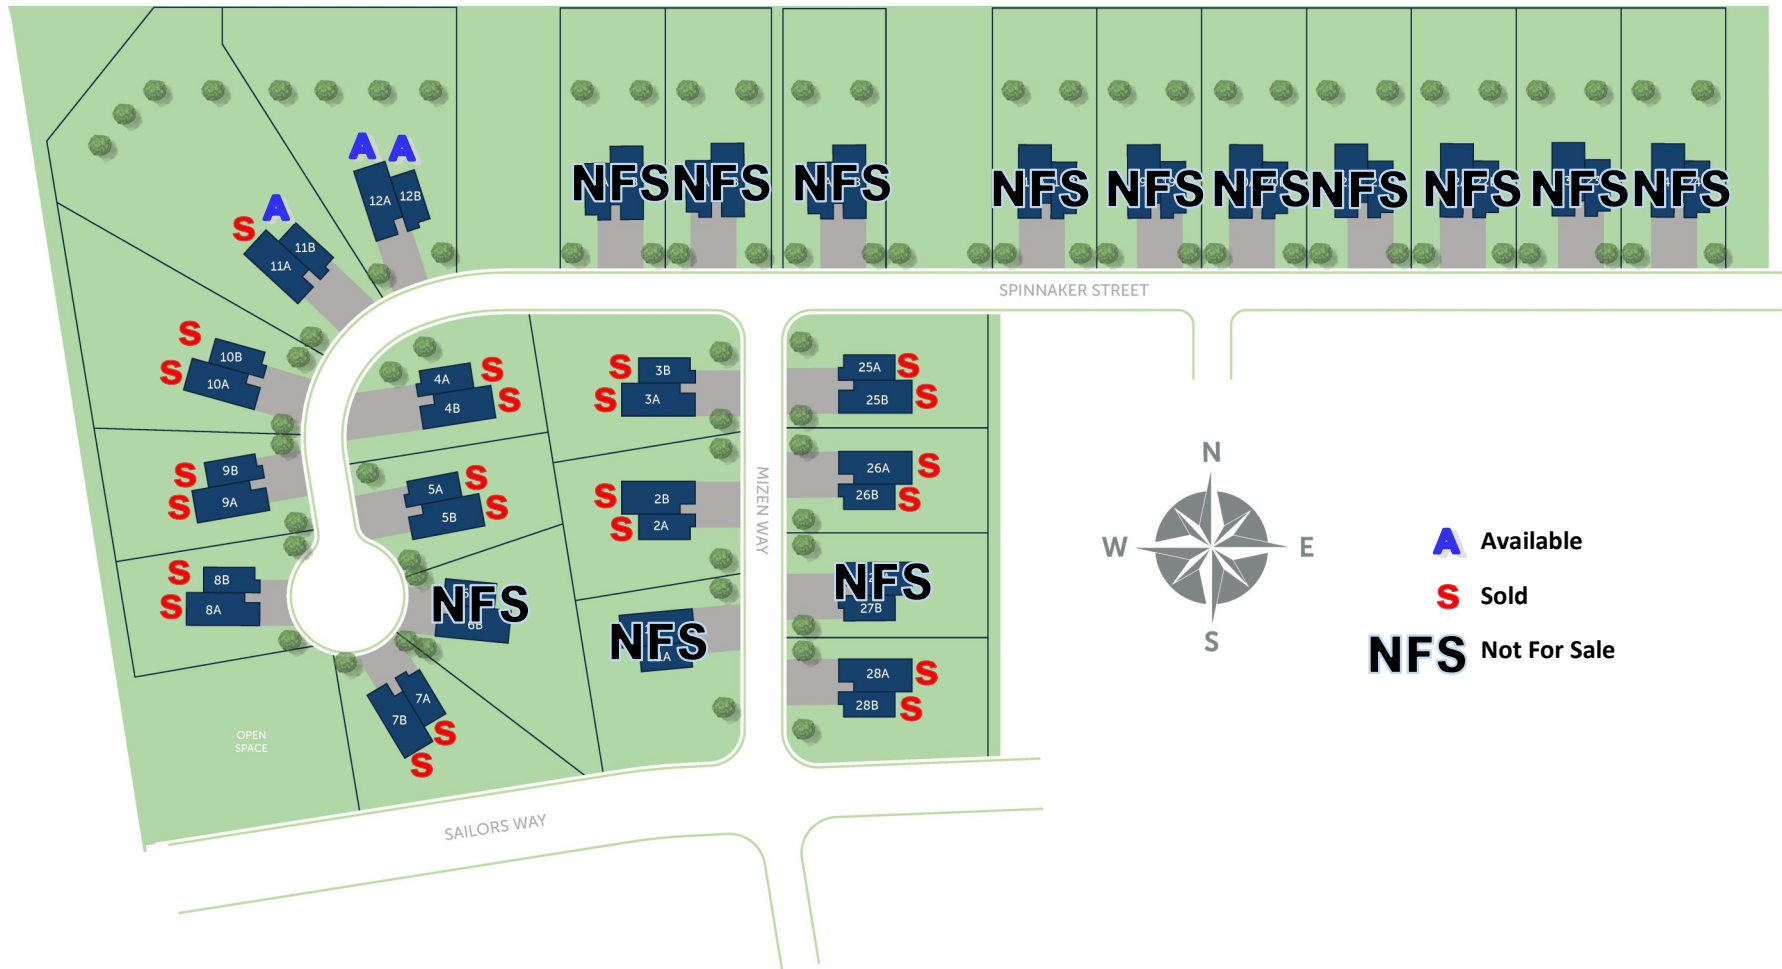 A A
12A 12B
NFS NFS NFS NFS NFS NFS NFS NFS NFS NFS
S A
11B
11A
SPINNAKER STREET
S
10B
S
10A
4A S
4B S
S 3B
S 3A
25A S
25B S
S 9B
S 9A
5A S
5B S
S 2B
S 2A
MIZEN WAY
26A S
26B S
N
W E
S
A Available
S Sold
NFS Not For Sale
S 8B
S 8A
NFS
6B
NFS
NFS
27B
7A S
7B S
28A S
28B S
OPEN
SPACE
SAILORS WAY